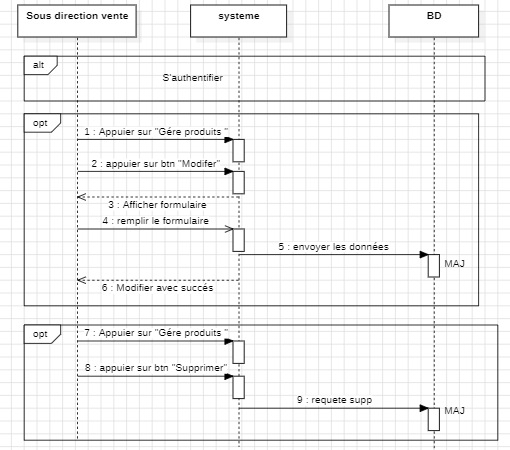 Sous direction vente
systeme
BD
alt
S'authentifier
opt
1 : Appuier sur "Gére produits "
2 : appuier sur btn "Modifer"
3 : Afficher formulaire
4 : remplir le formulaire
5 : envoyer les données
MAJ
6 : Modifier avec succés
opt
7 : Appuier sur "Gére produits "
8 : appuier sur btn "Supprimer"
9 : requete supp
MAJ